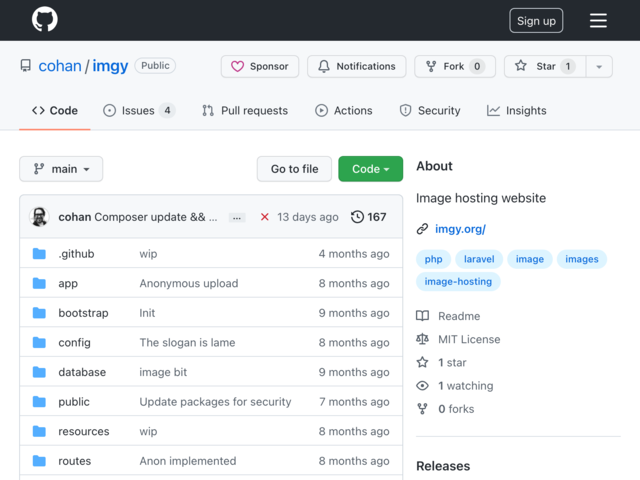 Sign up
cohan / imgy Public
Sponsor
Notifications
Fork 0
Star 1
Code
Issues 4
Pull requests
Actions
Security
Insights
main
Go to file
Code
cohan Composer update && ... ... 13 days ago 167
.github wip 4 months ago
app Anonymous upload 8 months ago
bootstrap Init 9 months ago
config The slogan is lame 8 months ago
database image bit 9 months ago
public Update packages for security 7 months ago
resources wip 8 months ago
routes Anon implemented 8 months ago
About
Image hosting website
imgy.org/
php laravel image images
image-hosting
Readme
MIT License
1 star
1 watching
0 forks
Releases